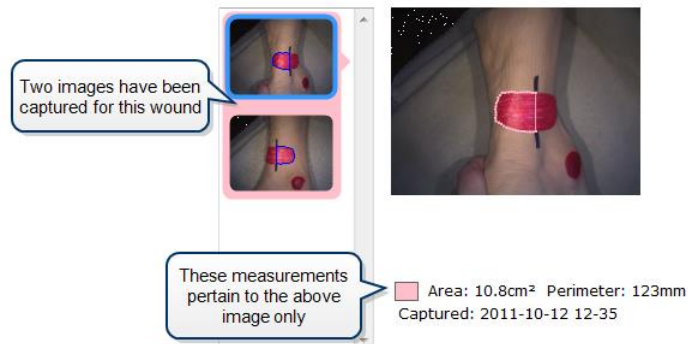 Two images have been
captured for this wound
These measurements
pertain to the above
image only
Area: 10.8cm² Perimeter: 123mm
Captured: 2011-10-12 12-35